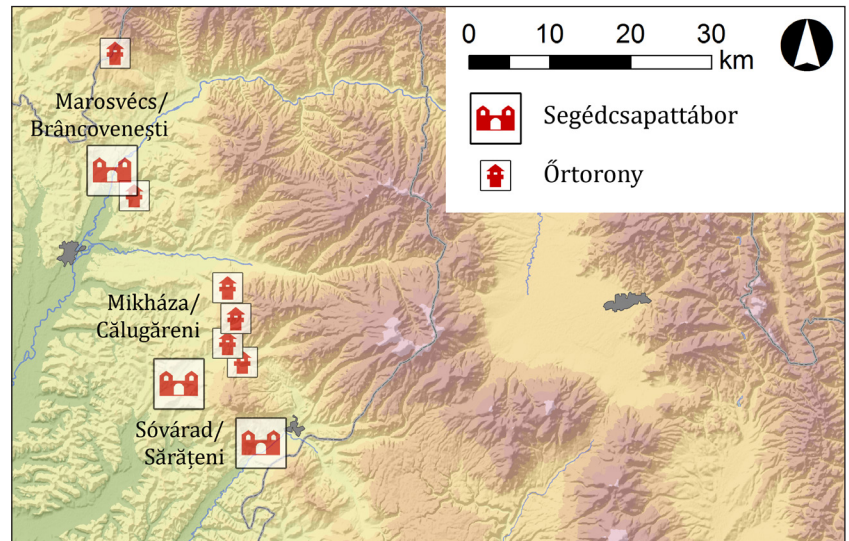 0 10 20 30
km
Segédcsapattábor
Őrtorony
Marosvécs/
Brâncovenești
Mikháza/
Călugăreni
Sóvárad/
Sărățeni